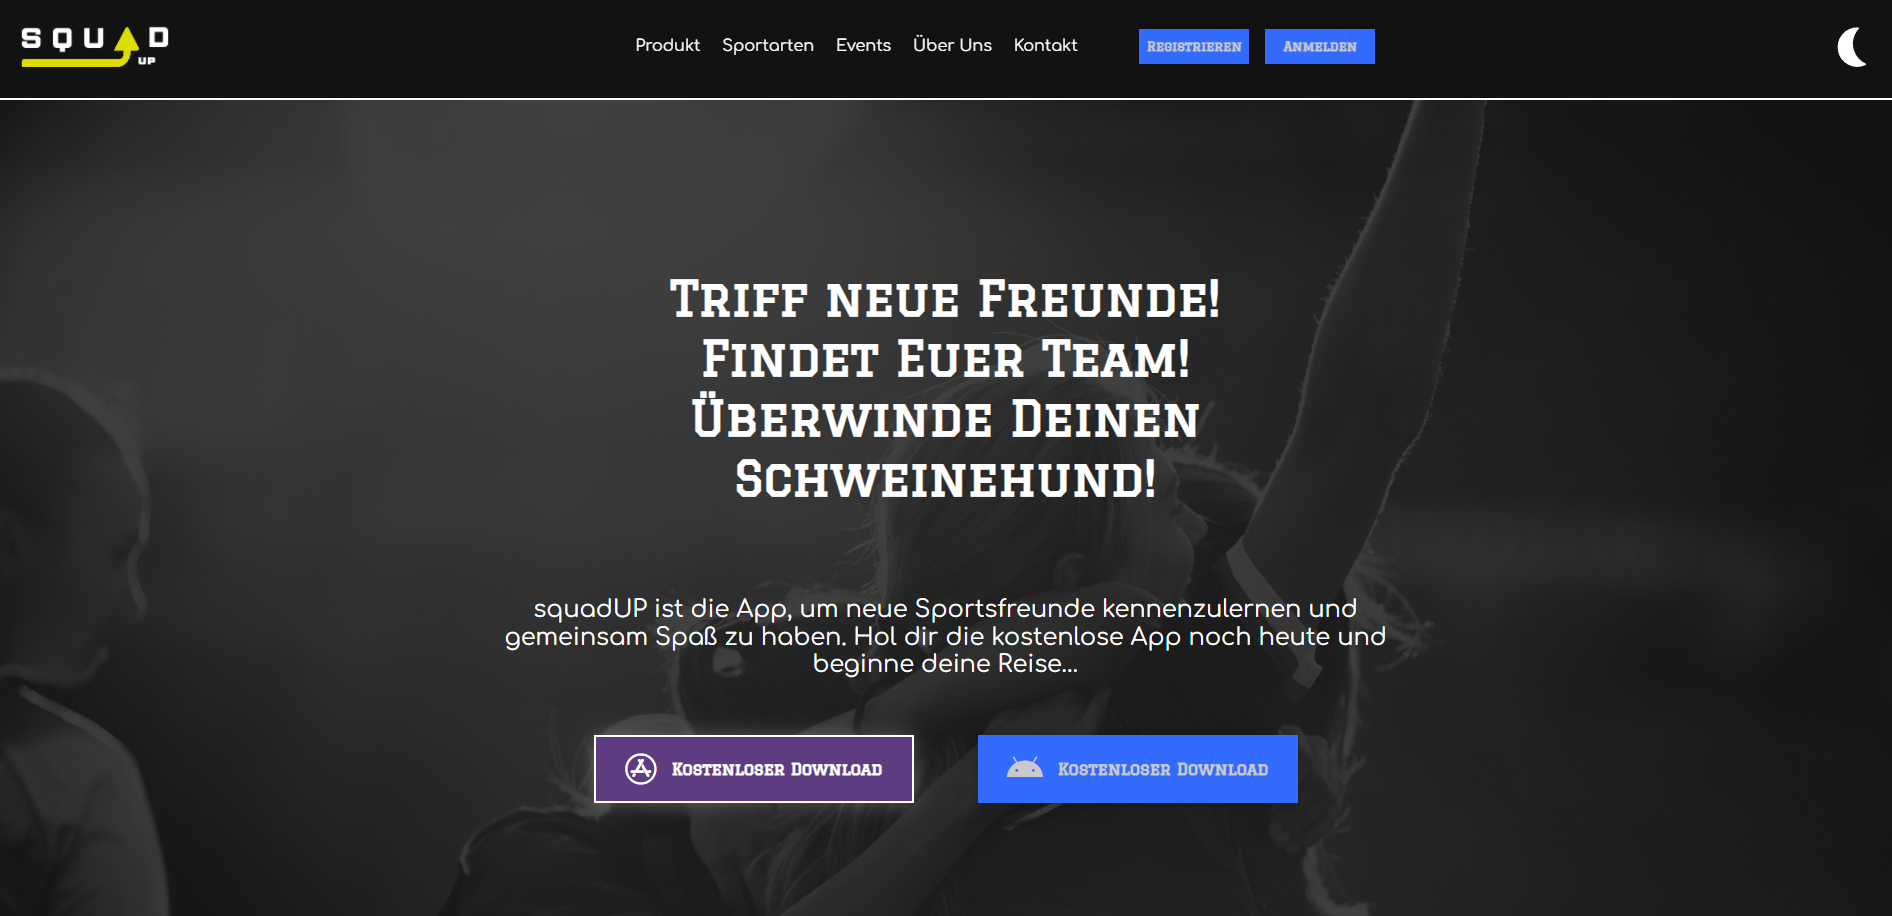 SQUAD
UP
Produkt Sportarten Events Über Uns Kontakt Registrieren Anmelden
Triff neue Freunde!
Findet Euer Team!
Überwinde Deinen
Schweinehund!
squadUP ist die App, um neue Sportsfreunde kennenzulernen und
gemeinsam Spaß zu haben. Hol dir die kostenlose App noch heute und
beginne deine Reise...
Kostenloser Download Kostenloser Download